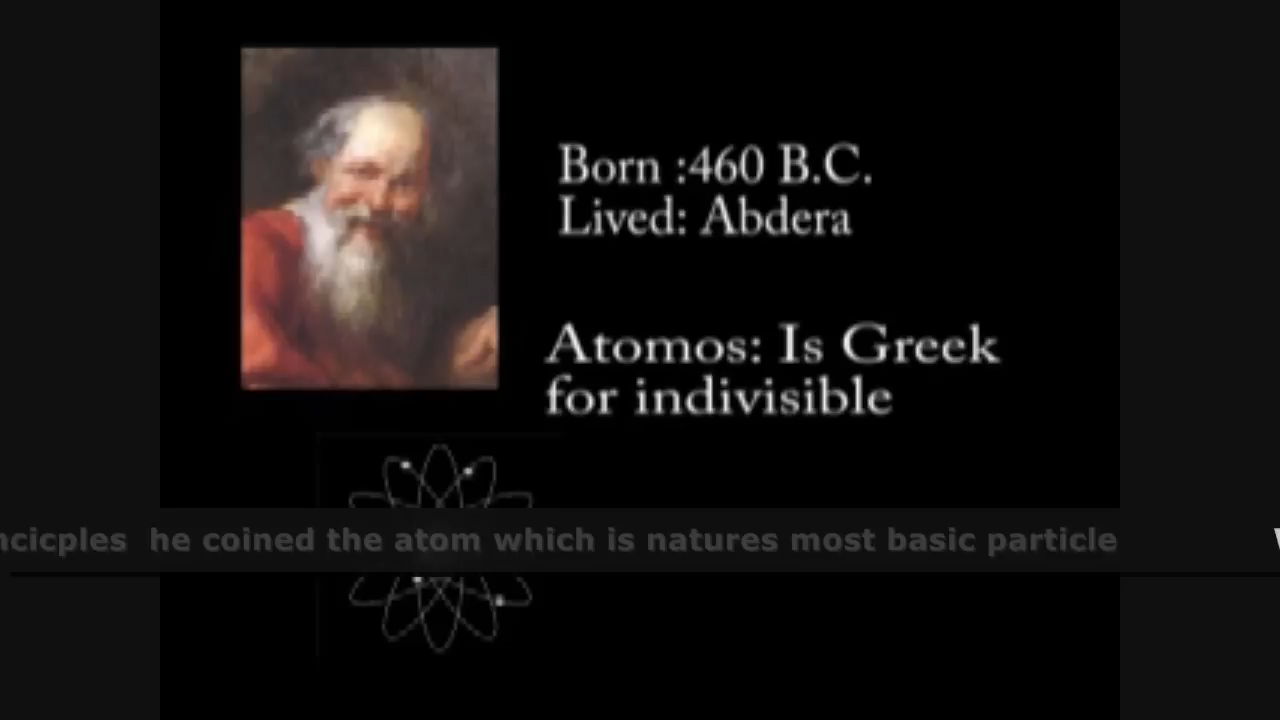 Born :460 B.C.
Lived: Abdera
Atomos: Is Greek
for indivisible
he coined the atom which is natures most basic particle